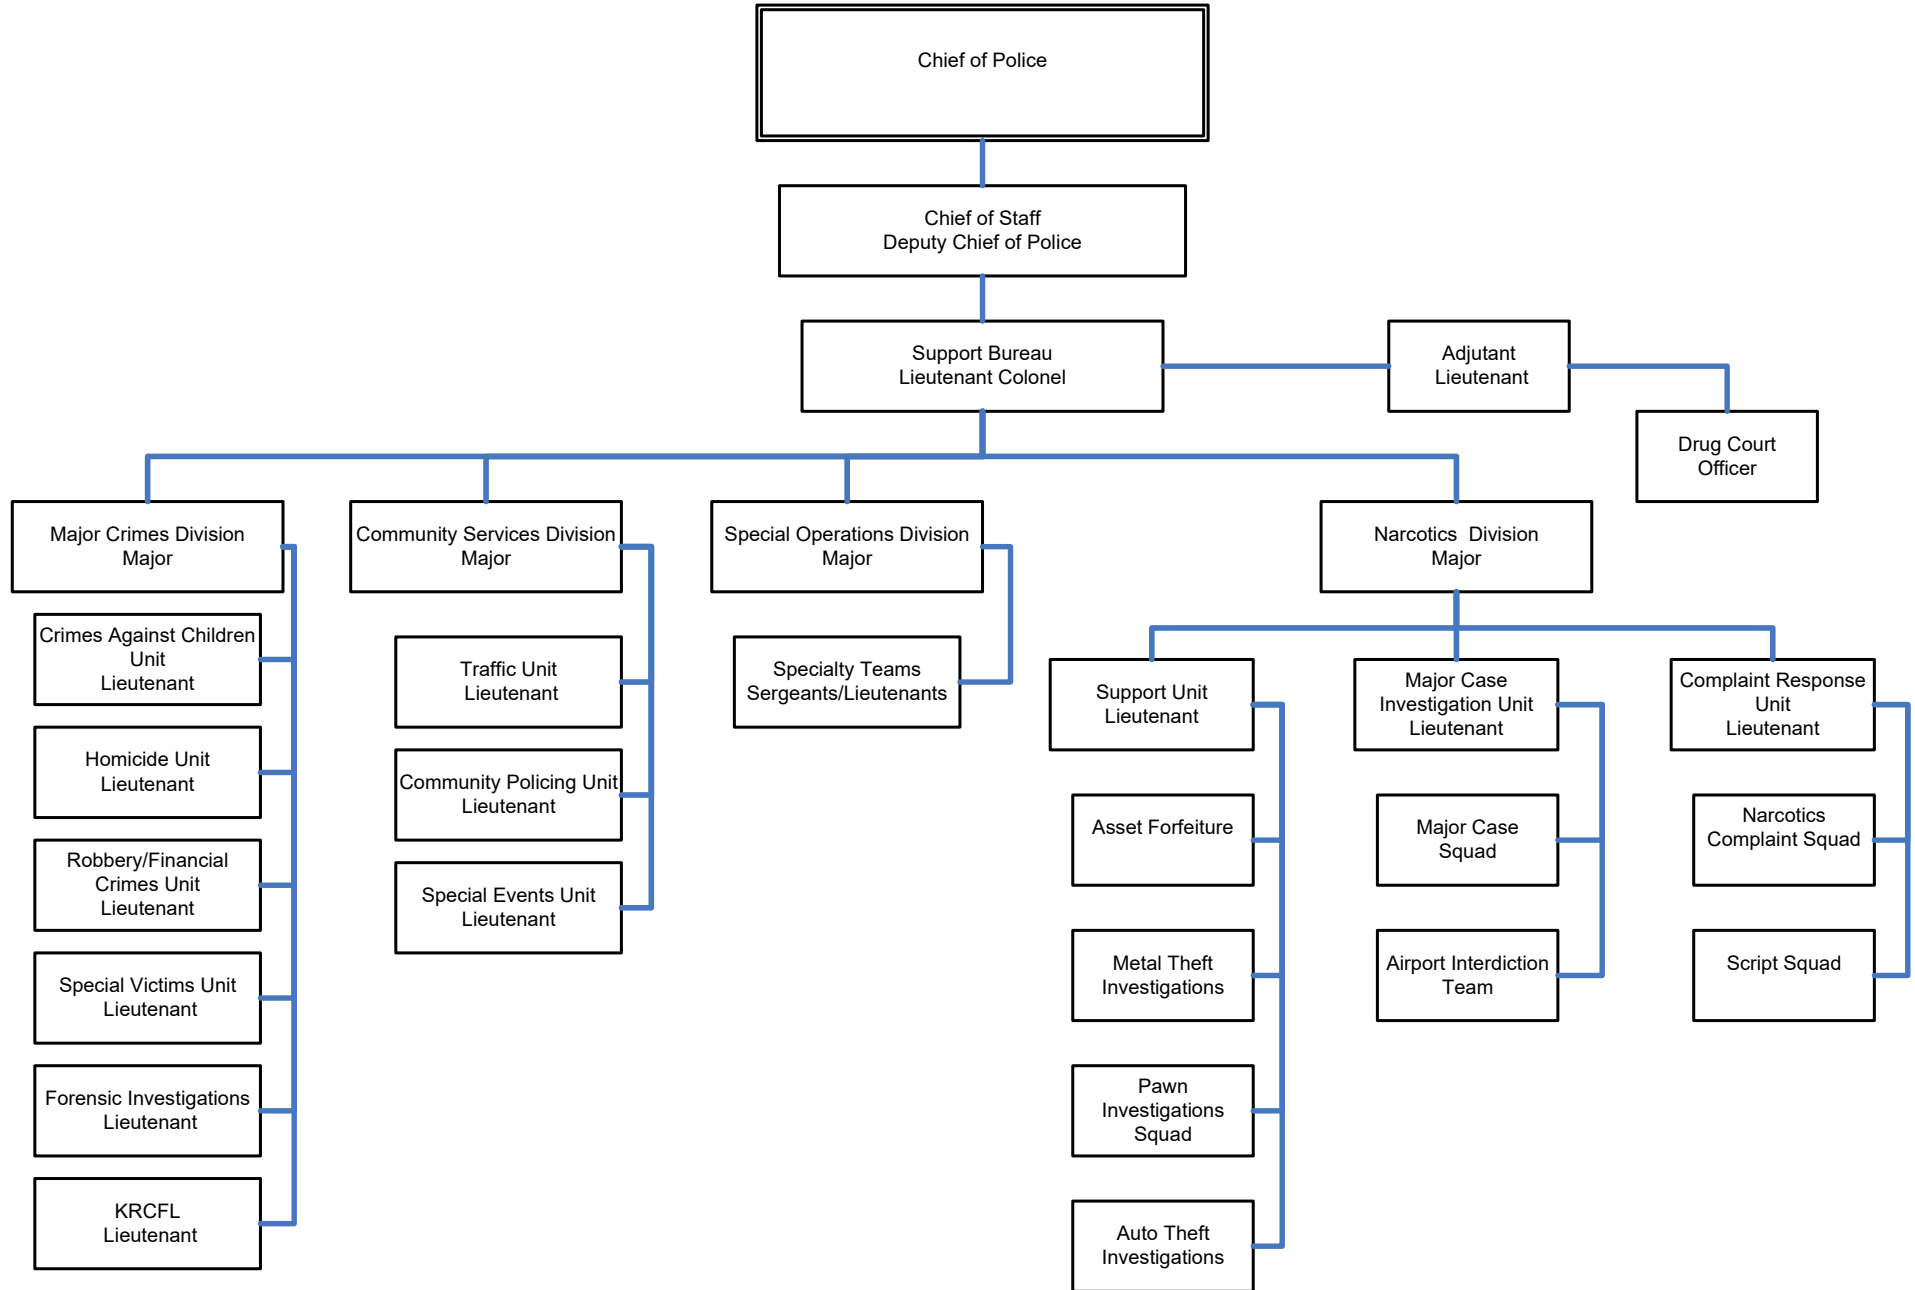 Chief of Police
Chief of Staff
Deputy Chief of Police
Support Bureau
Lieutenant Colonel
Adjutant
Lieutenant
Drug Court
Officer
Major Crimes Division
Major
Crimes Against Children
Unit
Lieutenant
Homicide Unit
Lieutenant
Robbery/Financial
Crimes Unit
Lieutenant
Special Victims Unit
Lieutenant
Forensic Investigations
Lieutenant
KRCFL
Lieutenant
Community Services Division
Major
Traffic Unit
Lieutenant
Community Policing Unit
Lieutenant
Special Events Unit
Lieutenant
Special Operations Division
Major
Specialty Teams
Sergeants/Lieutenants
Narcotics  Division
Major
Support Unit
Lieutenant
Asset Forfeiture
Metal Theft
Investigations
Pawn
Investigations
Squad
Auto Theft
Investigations
Major Case
Investigation Unit
Lieutenant
Major Case
Squad
Airport Interdiction
Team
Complaint Response
Unit
Lieutenant
Narcotics
Complaint Squad
Script Squad